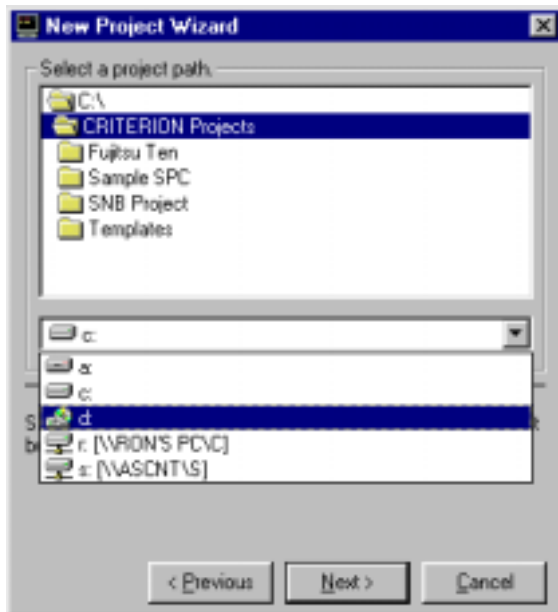 New Project Wizard
Select a project path.
C:\
CRITERION Projects
Fujitsu Ten
Sample SPC
SNB Project
Templates
c:
a:
c:
d:
r: [\\RON'S PC\C]
s: [\\ASCNT\S]
< Previous
Next >
Cancel